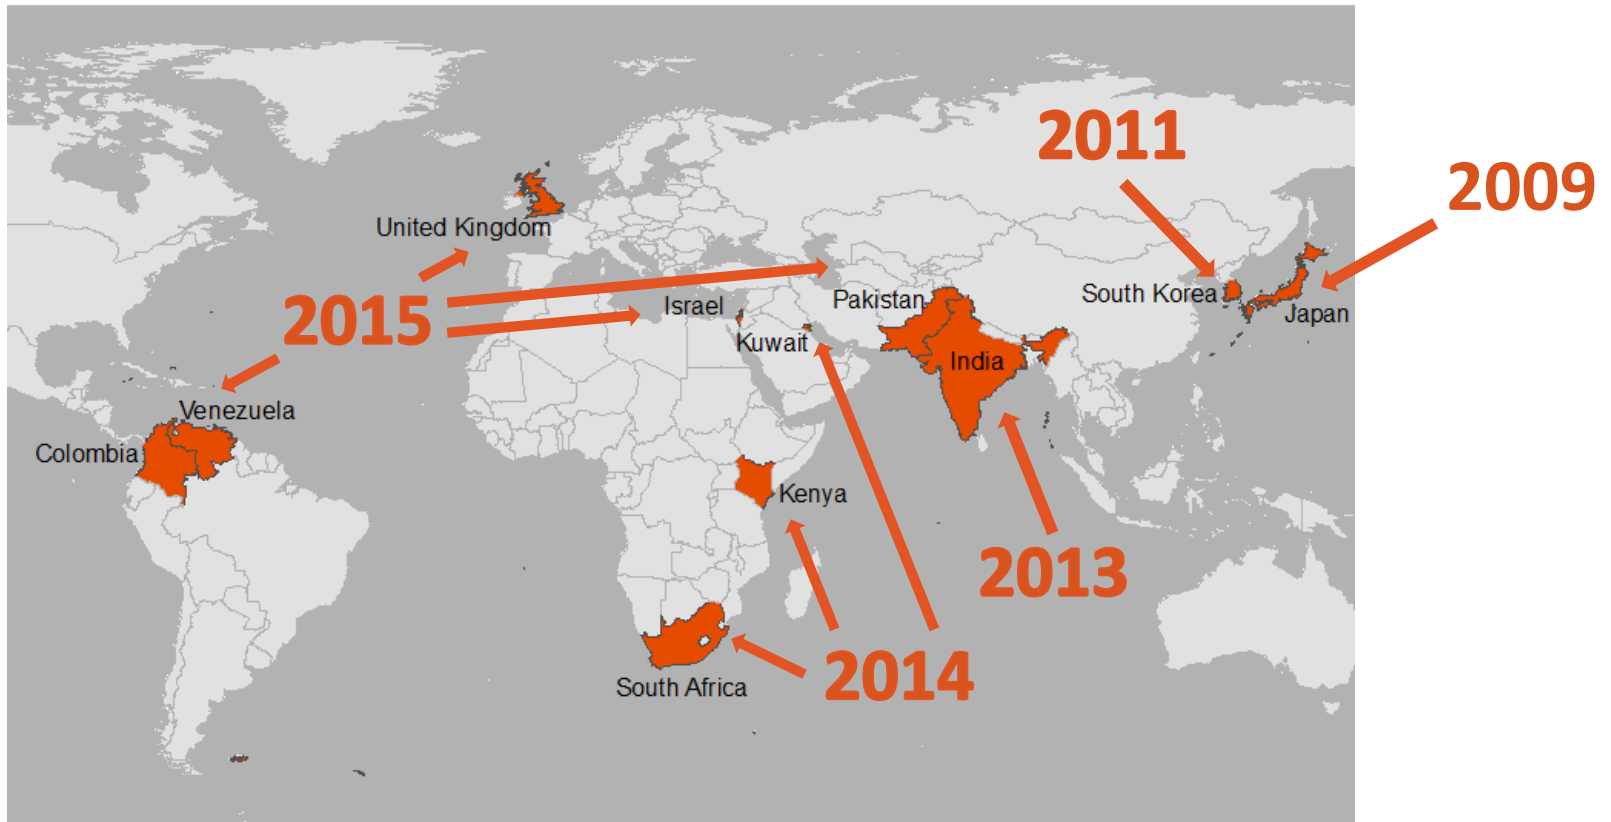 2011
2009
United Kingdom
2015
Israel
Pakistan
South Korea
Japan
Kuwait
India
Venezuela
Colombia
Kenya
2013
2014
South Africa